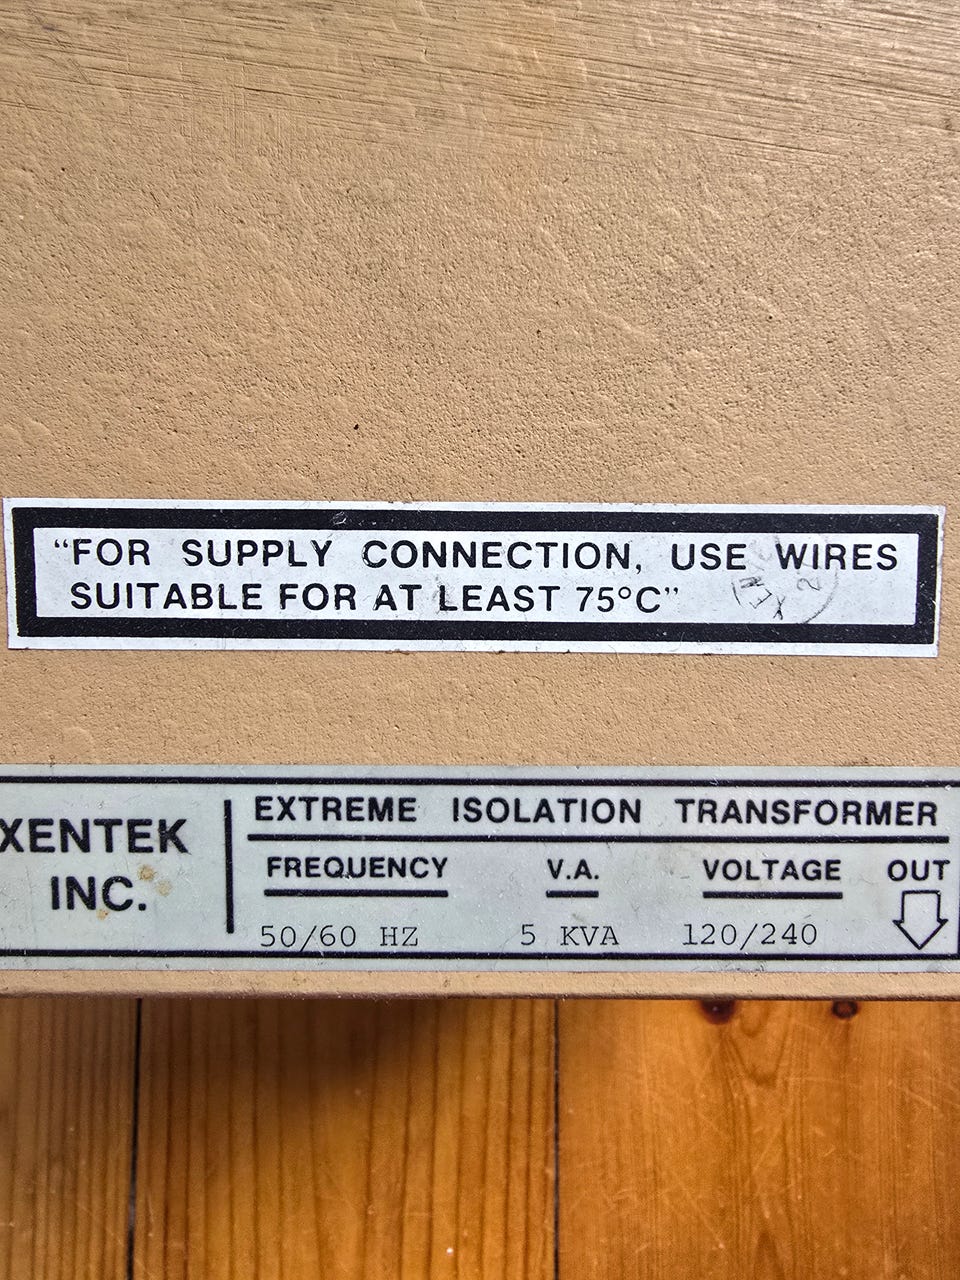 “FOR SUPPLY CONNECTION, USE WIRES
SUITABLE FOR AT LEAST 75°C”
XENTEK
INC.
EXTREME ISOLATION TRANSFORMER
FREQUENCY V.A. VOLTAGE OUT
50/60 HZ 5 KVA 120/240